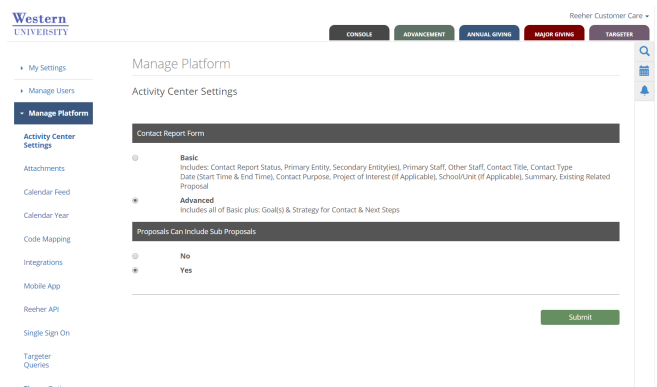 Western
UNIVERSITY
Reeher Customer Care
CONSOLE
ADVANCEMENT
ANNUAL GIVING
MAJOR GIVING
TARGETER
My Settings
Manage Users
Manage Platform
Activity Center
Settings
Attachments
Calendar Feed
Calendar Year
Code Mapping
Integrations
Mobile App
Reeher API
Single Sign On
Targeter
Queries
Manage Platform
Activity Center Settings
Contact Report Form
Basic
Includes: Contact Report Status, Primary Entity, Secondary Entity(ies), Primary Staff, Other Staff, Contact Title, Contact Type
Date (Start Time & End Time), Contact Purpose, Project of Interest (If Applicable), School/Unit (If Applicable), Summary, Existing Related
Proposal
Advanced
Includes all of Basic plus: Goal(s) & Strategy for Contact & Next Steps
Proposals Can Include Sub Proposals
No
Yes
Submit